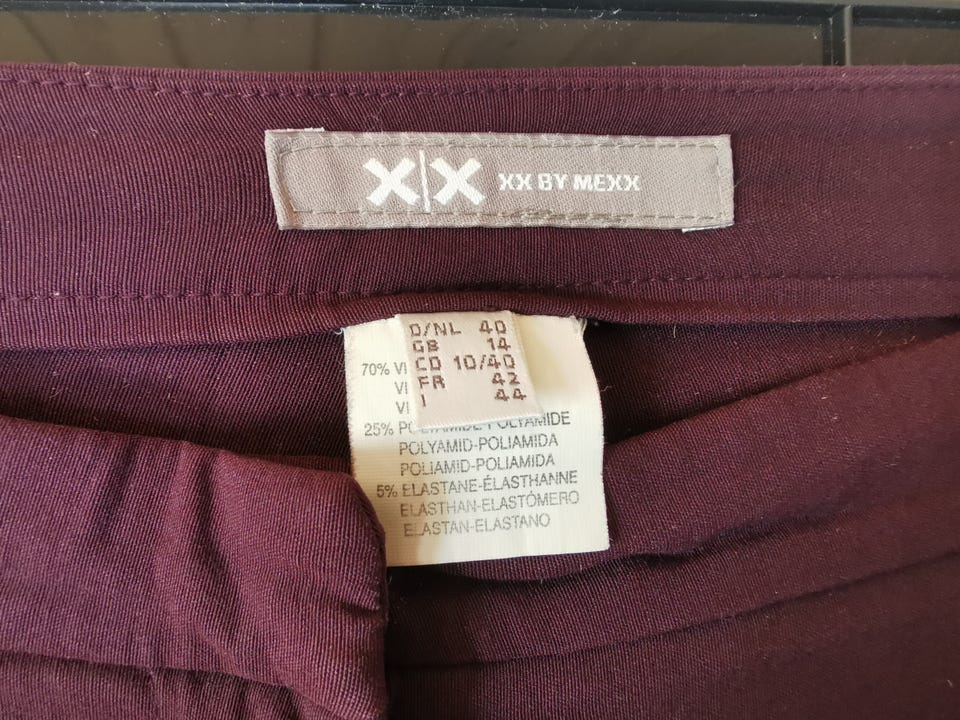 X|X XX BY MEXX
D/NL 40
GB 14
CD 10/40
FR 42
I 44
70% VI
VI
VI
25% POLYAMIDE-POLYAMIDE
POLYAMID-POLIAMIDA
POLIAMID-POLIAMIDA
5% ELASTANE-ÉLASTHANNE
ELASTHAN-ELASTÓMERO
ELASTAN-ELASTANO